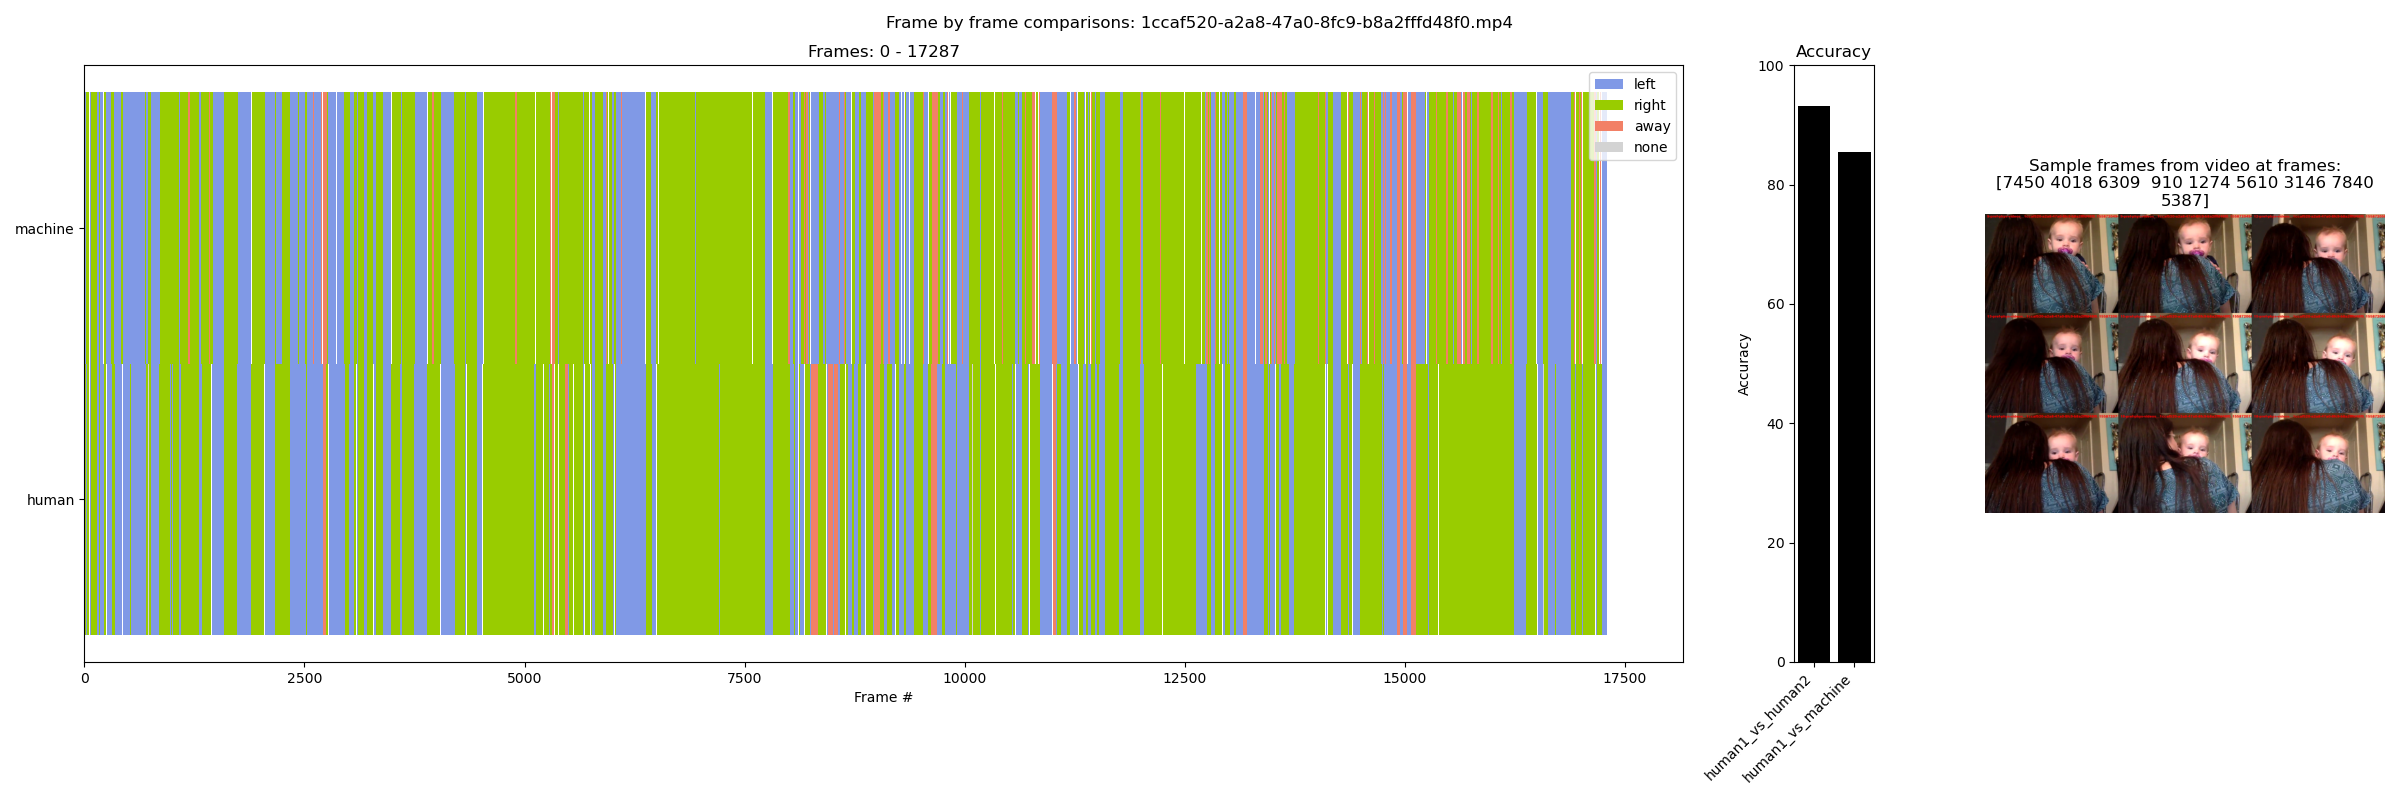 Frame by frame comparisons: 1ccaf520-a2a8-47a0-8fc9-b8a2fffd48f0.mp4
Frames: 0 - 17287
left
right
away
none
machine
human
0
2500
5000
7500
10000
12500
15000
17500
Frame #
Accuracy
100
80
60
40
20
0
Accuracy
human1_vs_human2
human1_vs_machine
Sample frames from video at frames:
[7450 4018 6309  910 1274 5610 3146 7840
5387]